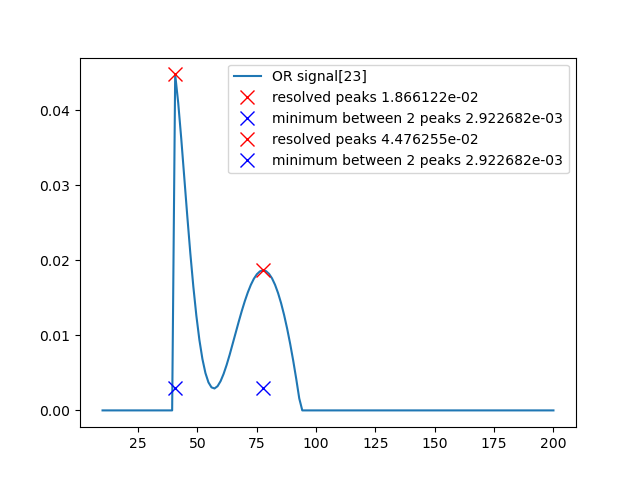 OR signal[23]
resolved peaks 1.866122e-02
minimum between 2 peaks 2.922682e-03
resolved peaks 4.476255e-02
minimum between 2 peaks 2.922682e-03
0.04
0.03
0.02
0.01
0.00
25 50 75 100 125 150 175 200